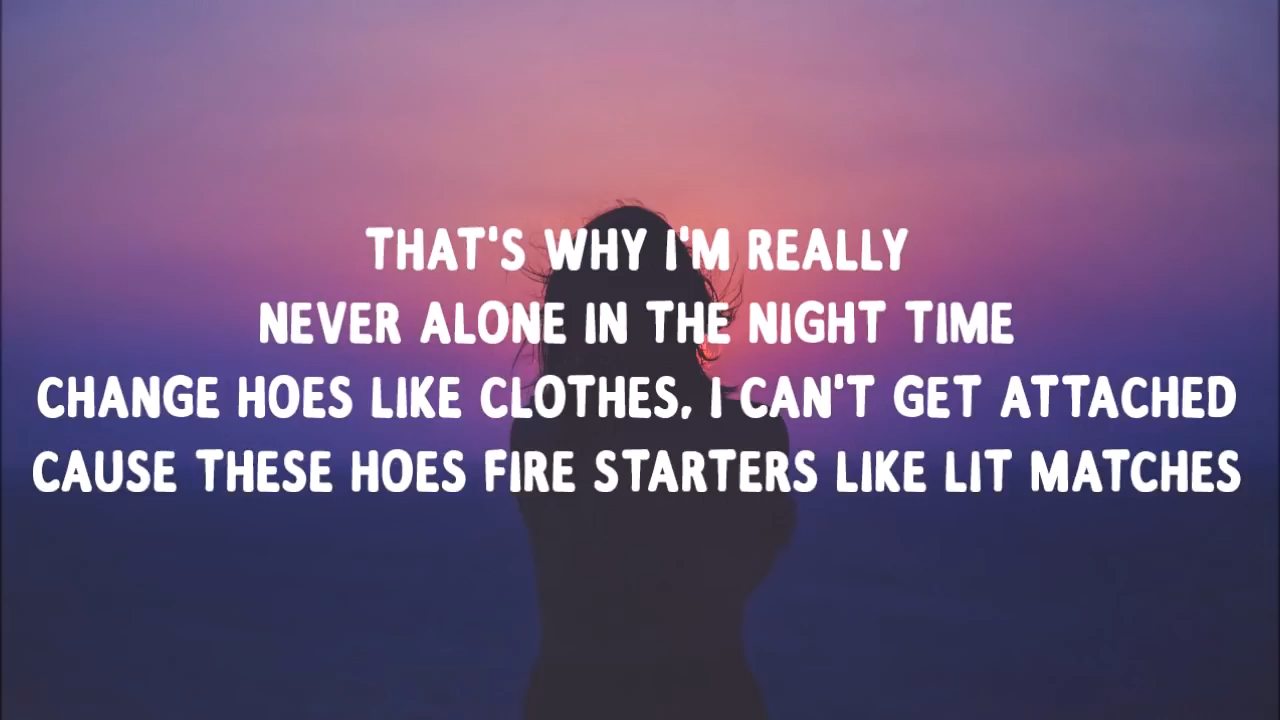 THAT'S WHY I'M REALLY
NEVER ALONE IN THE NIGHT TIME
CHANGE HOES LIKE CLOTHES, I CAN'T GET ATTACHED
CAUSE THESE HOES FIRE STARTERS LIKE LIT MATCHES